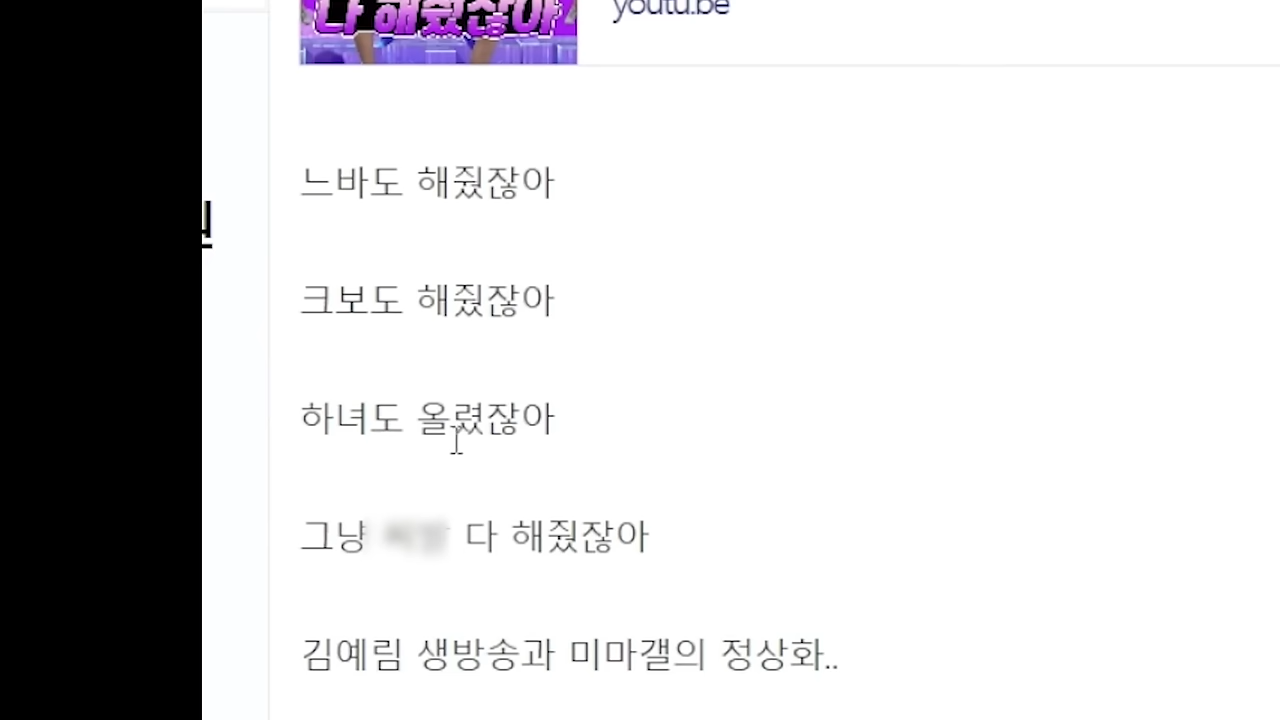 다 해줬잖아
youtu.be
느바도 해줬잖아
크보도 해줬잖아
하녀도 올렸잖아
그냥 다 해줬잖아
김예림 생방송과 미마갤의 정상화..